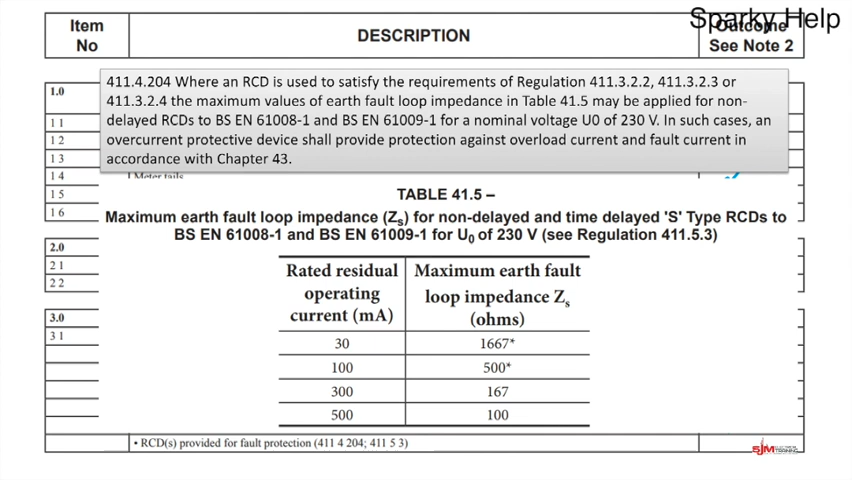 Sparky Help
Item
No
DESCRIPTION
Outcome
See Note 2
1.0
411.4.204 Where an RCD is used to satisfy the requirements of Regulation 411.3.2.2, 411.3.2.3 or
411.3.2.4 the maximum values of earth fault loop impedance in Table 41.5 may be applied for non-
delayed RCDs to BS EN 61008-1 and BS EN 61009-1 for a nominal voltage U0 of 230 V. In such cases, an
overcurrent protective device shall provide protection against overload current and fault current in
accordance with Chapter 43.
1 1
1 2
1 3
1 4
Meter tails
1 5
1 6
TABLE 41.5 –
Maximum earth fault loop impedance (Zs) for non-delayed and time delayed 'S' Type RCDs to
BS EN 61008-1 and BS EN 61009-1 for U0 of 230 V (see Regulation 411.5.3)
2.0
2 1
2 2
Rated residual
operating
current (mA)
Maximum earth fault
loop impedance Zs
(ohms)
3.0
3 1
30 1667*
100 500*
300 167
500 100
• RCD(s) provided for fault protection (411 4 204; 411 5 3)
SJM